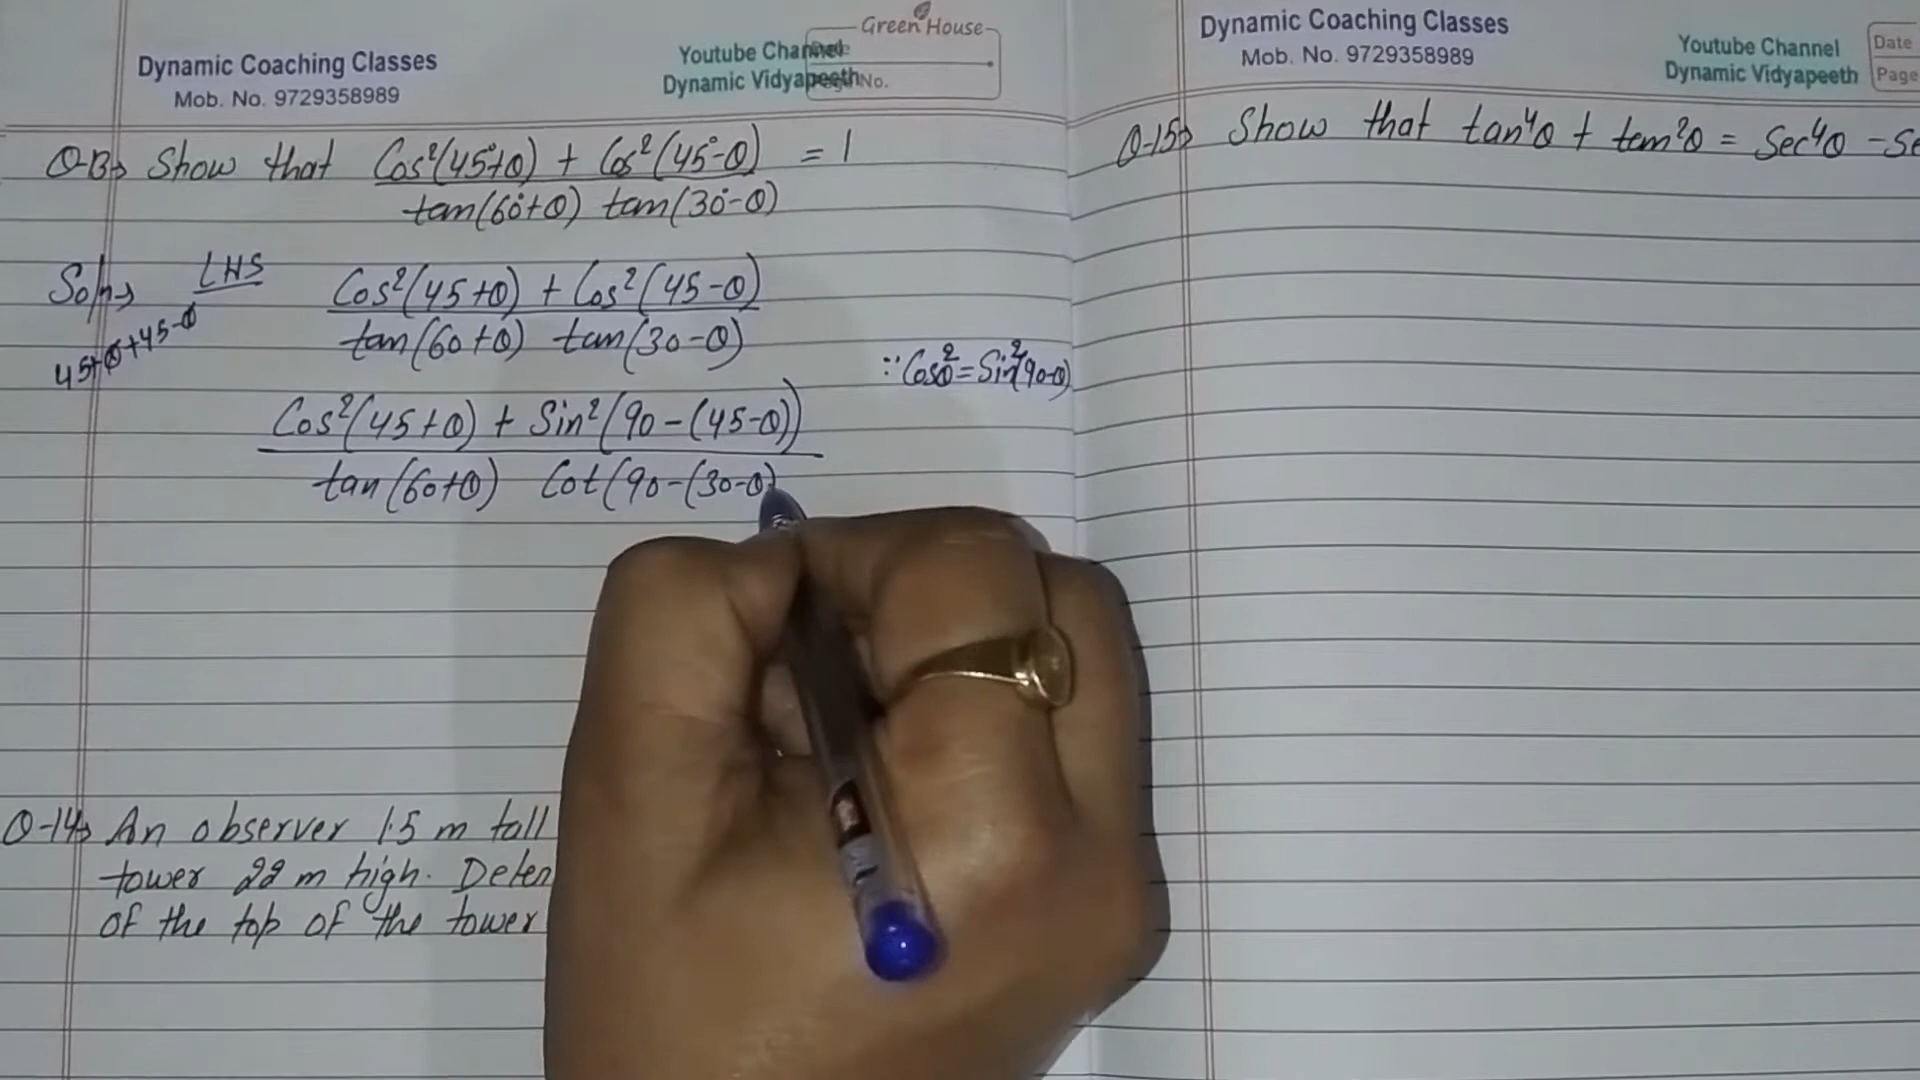 Green House
Dynamic Coaching Classes
Mob. No. 9729358989
Youtube Channel
Dynamic Vidyapeeth
No.
Q-13→ Show that Cos²(45°+θ) + Cos²(45°-θ) = 1
tan(60°+θ) tan(30°-θ)
Soln→ LHS Cos²(45+θ) + Cos²(45-θ)
tan(60+θ) tan(30-θ)
45+θ+45-θ
∵ Cos²θ = Sin²(90-θ)
Cos²(45+θ) + Sin²(90-(45-θ))
tan(60+θ) Cot(90-(30-θ)
Q-14→ An observer 1.5 m tall
tower 22 m high. Deter
of the top of the tower
Dynamic Coaching Classes
Mob. No. 9729358989
Youtube Channel
Dynamic Vidyapeeth
Date
Page
Q-15→ Show that tan⁴θ + tan²θ = Sec⁴θ - Se